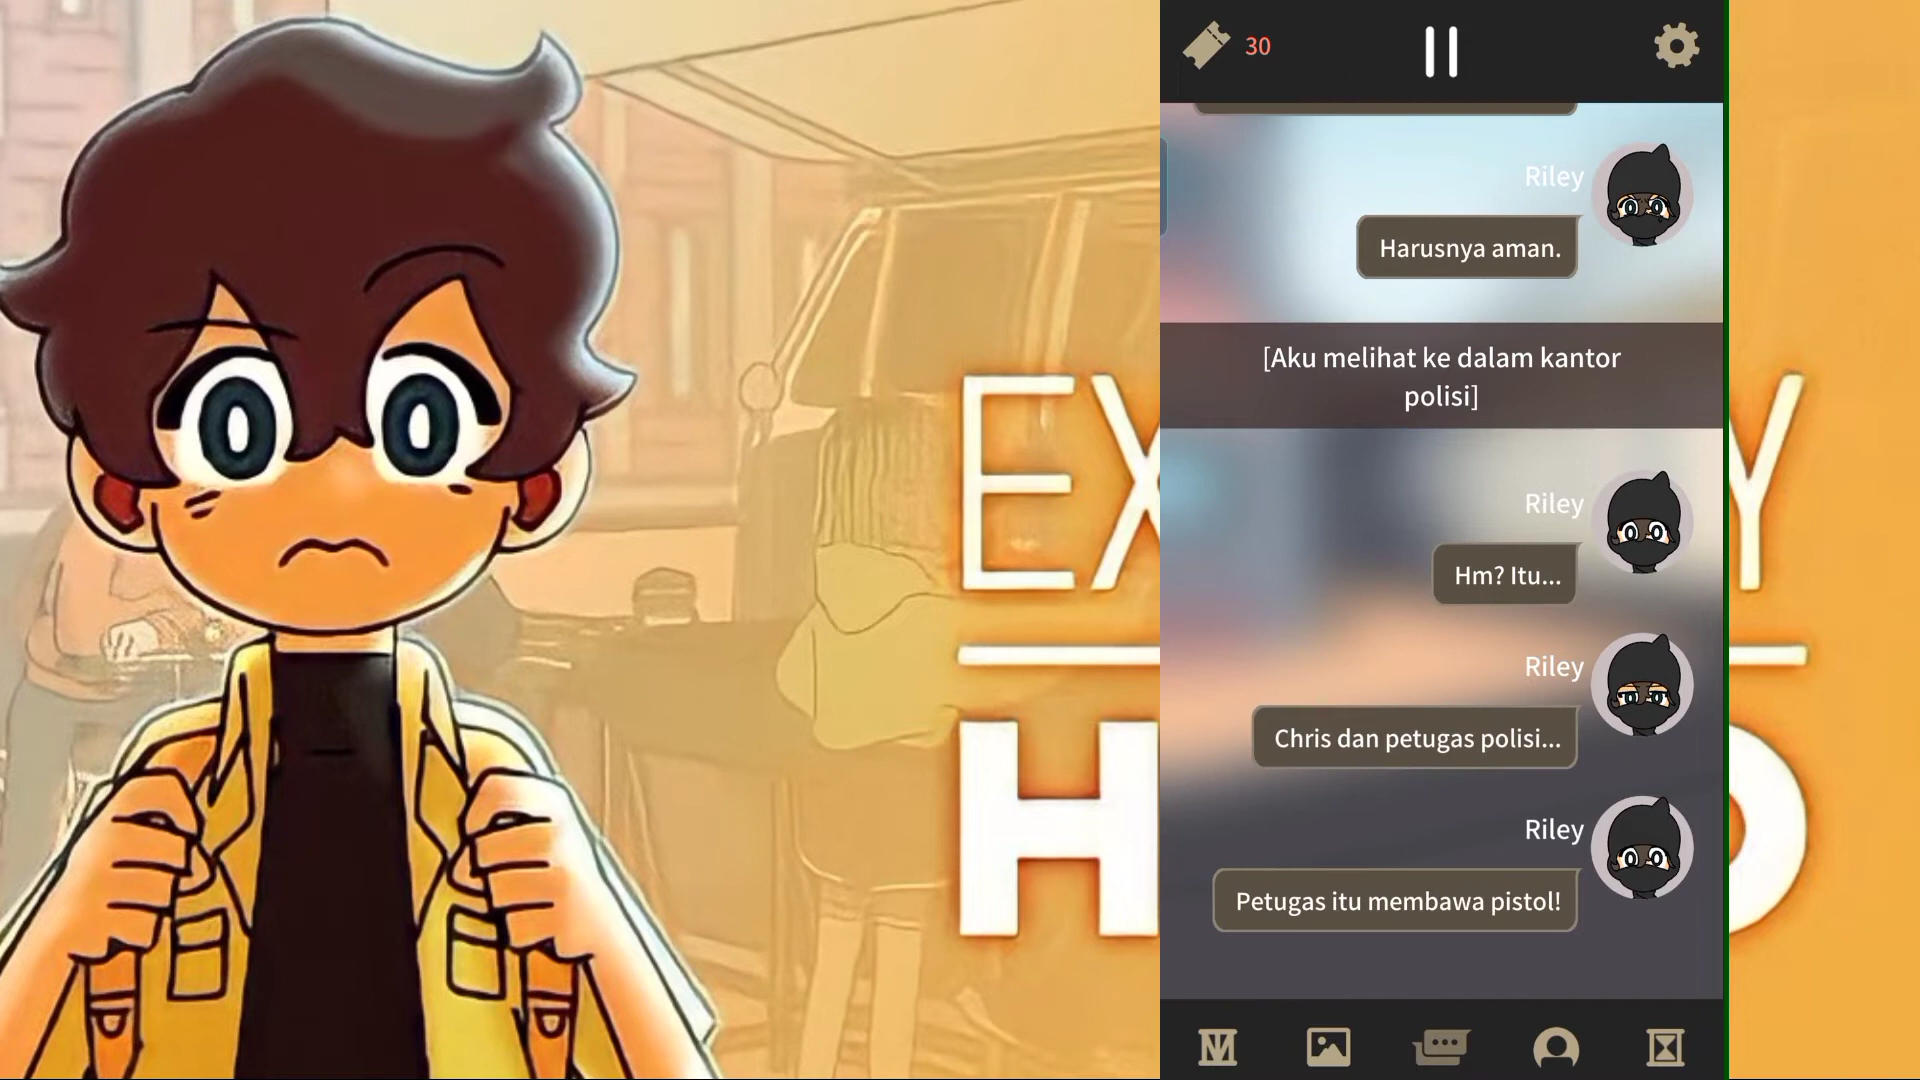 30
Riley
Harusnya aman.
[Aku melihat ke dalam kantor
polisi]
Riley
Hm? Itu...
Riley
Chris dan petugas polisi...
Riley
Petugas itu membawa pistol!
EX
Y
H